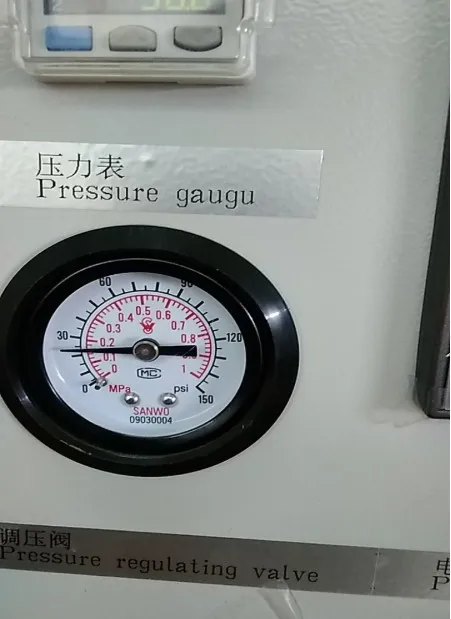 压力表
Pressure gaugu
60
90
0.5
0.4
0.6
0.3
0.7
30
120
0.2
0.8
0.1
0
1
MC
0
MPa
psi
150
SANWO
09030004
调压阀
Pressure regulating valve